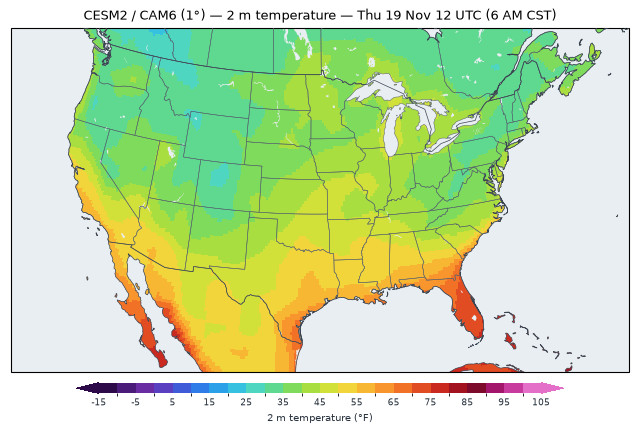 CESM2 / CAM6 (1°) — 2 m temperature — Thu 19 Nov 12 UTC (6 AM CST)
-15 -5 5 15 25 35 45 55 65 75 85 95 105
2 m temperature (°F)